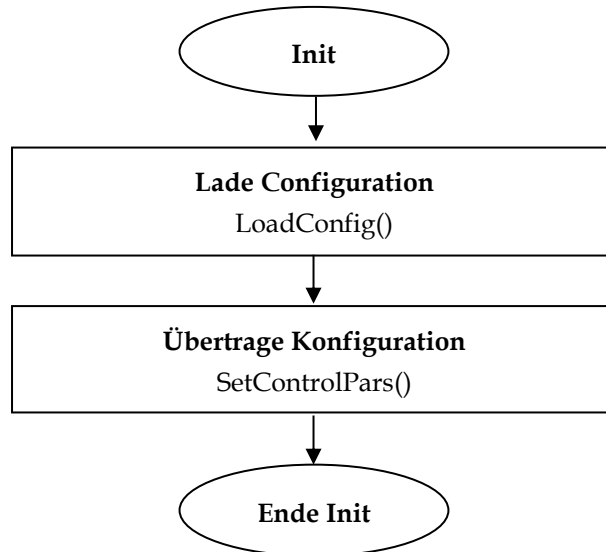 Init
Lade Configuration
LoadConfig()
Übertrage Konfiguration
SetControlPars()
Ende Init